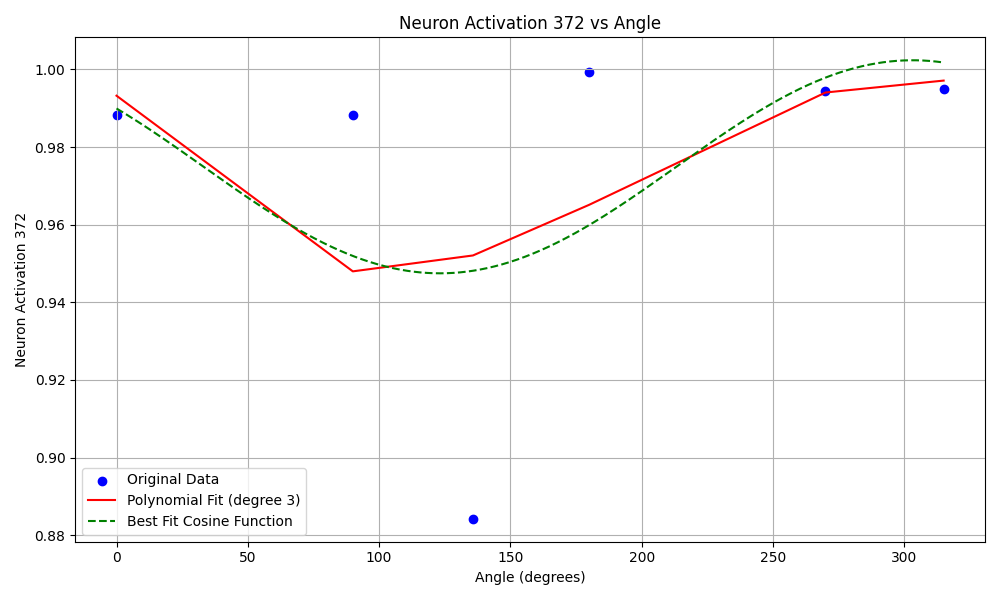 Neuron Activation 372 vs Angle
Neuron Activation 372
1.00
0.98
0.96
0.94
0.92
0.90
0.88
Original Data
Polynomial Fit (degree 3)
Best Fit Cosine Function
0
50
100
150
200
250
300
Angle (degrees)